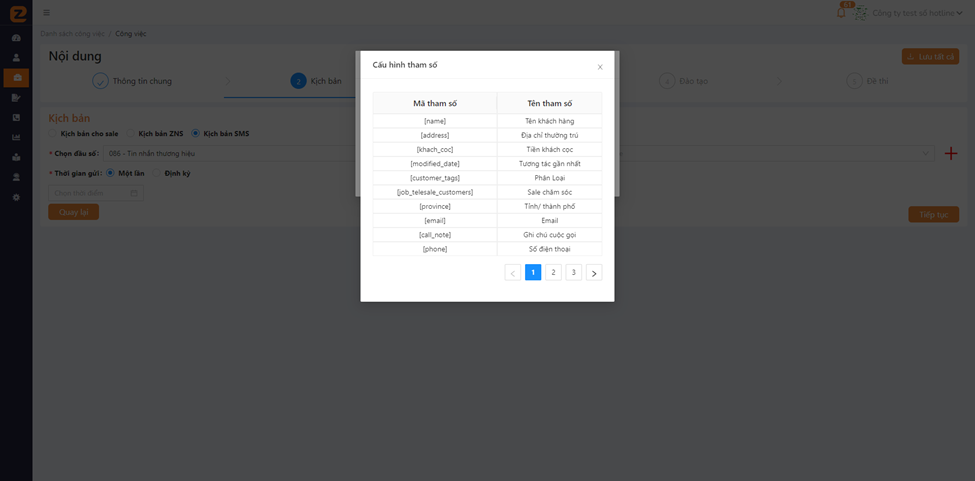 61
Công ty test số hotline
Danh sách công việc / Công việc
Nội dung
Lưu tất cả
Thông tin chung
2 Kịch bản
4 Đào tạo
5 Đề thi
Kịch bản
Kịch bản cho sale
Kịch bản ZNS
Kịch bản SMS
* Chọn đầu số: 086 - Tin nhắn thương hiệu
* Thời gian gửi: Một lần Định kỳ
Chọn thời điểm
Quay lại
Tiếp tục
Cấu hình tham số
Mã tham số Tên tham số
[name] Tên khách hàng
[address] Địa chỉ thường trú
[khach_coc] Tiền khách cọc
[modified_date] Tương tác gần nhất
[customer_tags] Phân Loại
[job_telesale_customers] Sale chăm sóc
[province] Tỉnh/ thành phố
[email] Email
[call_note] Ghi chú cuộc gọi
[phone] Số điện thoại
1 2 3